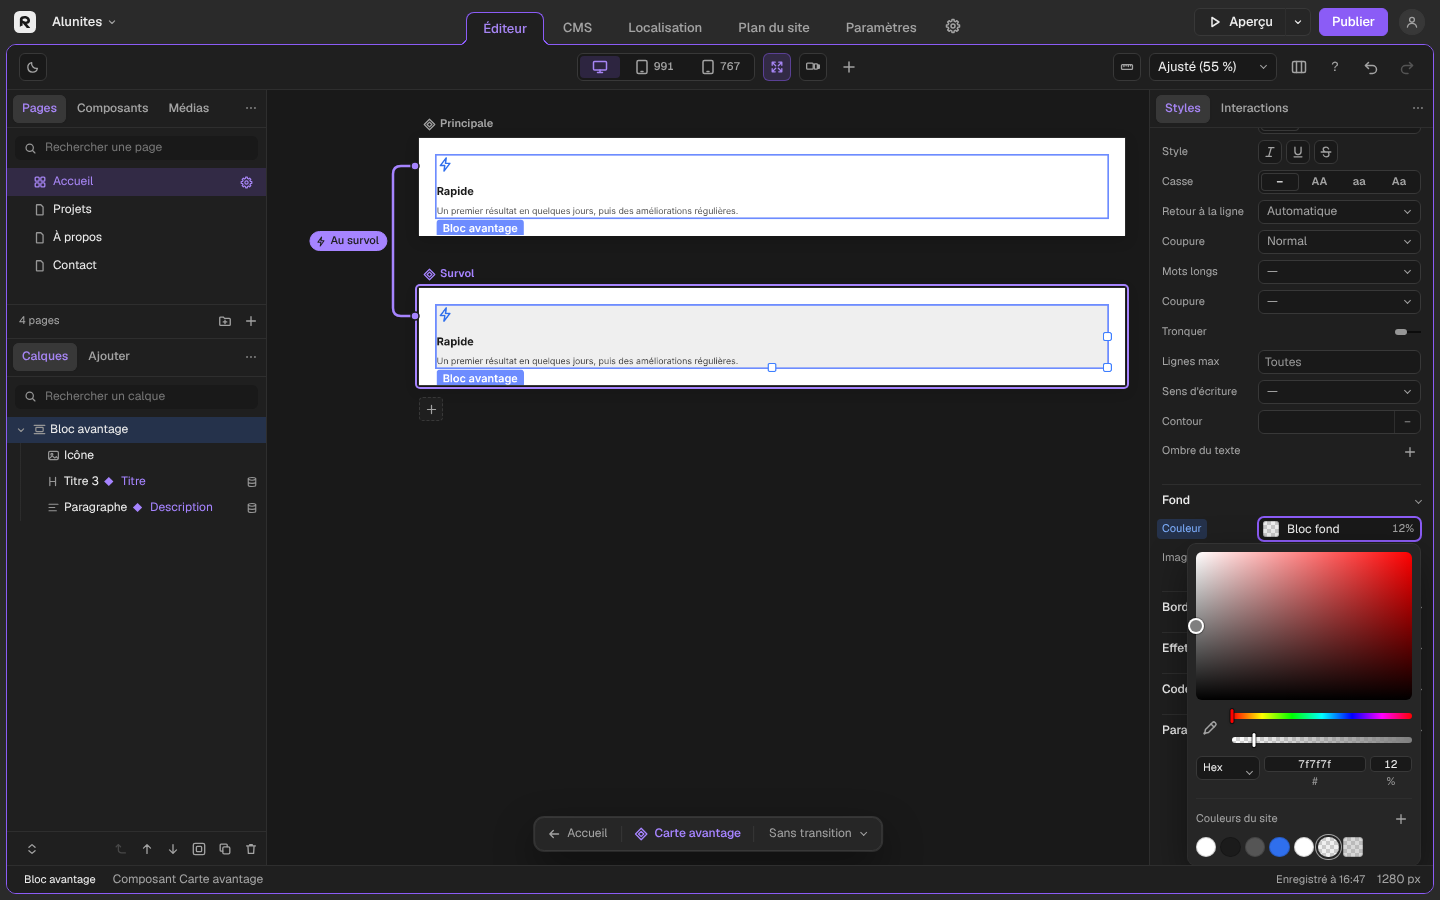 Alunites
Éditeur
CMS
Localisation
Plan du site
Paramètres
Aperçu
Publier
991
767
Ajusté (55 %)
?
Pages
Composants
Médias
Rechercher une page
Accueil
Projets
À propos
Contact
4 pages
Calques
Ajouter
Rechercher un calque
Bloc avantage
Icône
H Titre 3 Titre
Paragraphe Description
Principale
Rapide
Un premier résultat en quelques jours, puis des améliorations régulières.
Bloc avantage
Au survol
Survol
Rapide
Un premier résultat en quelques jours, puis des améliorations régulières.
Bloc avantage
Accueil
Carte avantage
Sans transition
Styles
Interactions
Style I U S
Casse – AA aa Aa
Retour à la ligne Automatique
Coupure Normal
Mots longs —
Coupure —
Tronquer
Lignes max Toutes
Sens d'écriture —
Contour –
Ombre du texte
Fond
Couleur Bloc fond 12%
Imag
Bord
Effet
Code
Para
Hex 7f7f7f 12
# %
Couleurs du site
Bloc avantage
Composant Carte avantage
Enregistré à 16:47
1280 px